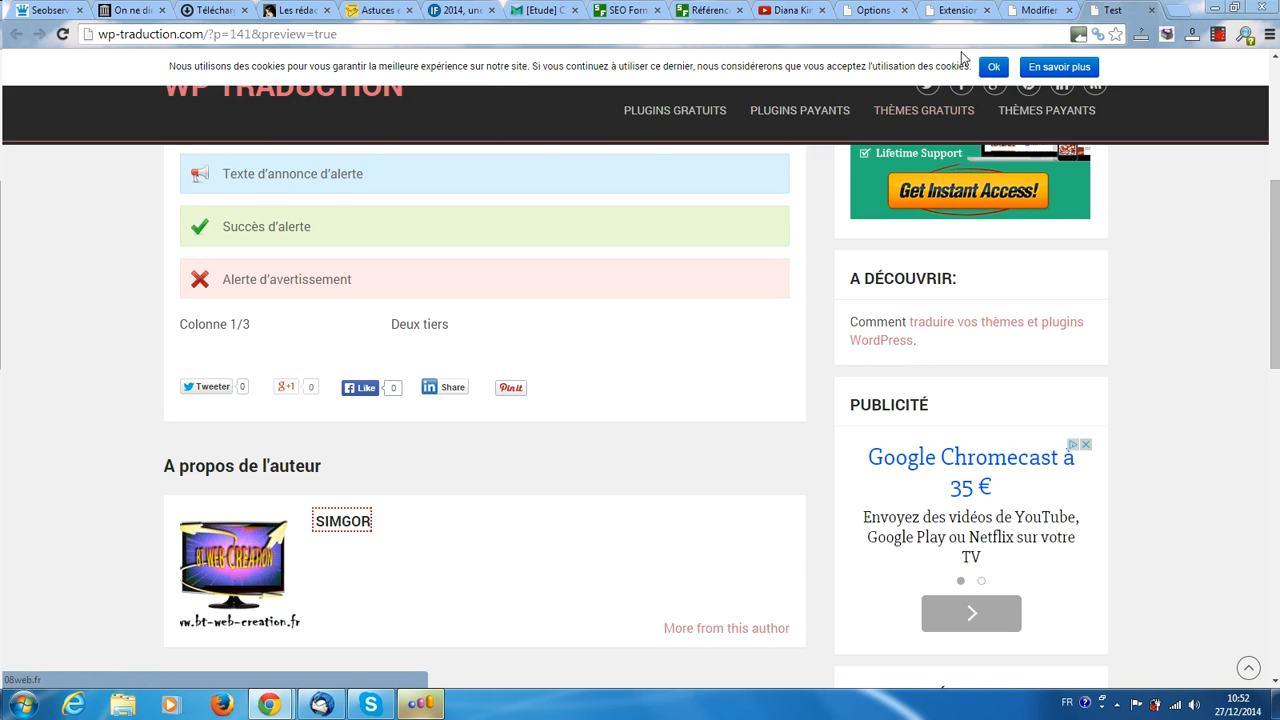 Seobserv
On ne di
Téléchar
Les rédac
Astuces e
2014, une
[Etude] C
SEO Form
Référenc
Diana Kin
Options
Extension
Modifier
Test
wp-traduction.com/?p=141&preview=true
Nous utilisons des cookies pour vous garantir la meilleure expérience sur notre site. Si vous continuez à utiliser ce dernier, nous considérerons que vous acceptez l'utilisation des cookies.
Ok
En savoir plus
WP TRADUCTION
PLUGINS GRATUITS PLUGINS PAYANTS THÈMES GRATUITS THÈMES PAYANTS
Texte d'annonce d'alerte
Succès d'alerte
Alerte d'avertissement
Colonne 1/3 Deux tiers
Tweeter 0 g+1 0 Like 0 in Share Pin it
A propos de l'auteur
BT-WEB-CREATION
w.bt-web-creation.fr
SIMGOR
More from this author
Lifetime Support
Get Instant Access!
A DÉCOUVRIR:
Comment traduire vos thèmes et plugins
WordPress.
PUBLICITÉ
Google Chromecast à
35 €
Envoyez des vidéos de YouTube,
Google Play ou Netflix sur votre
TV
08web.fr
FR
10:52
27/12/2014